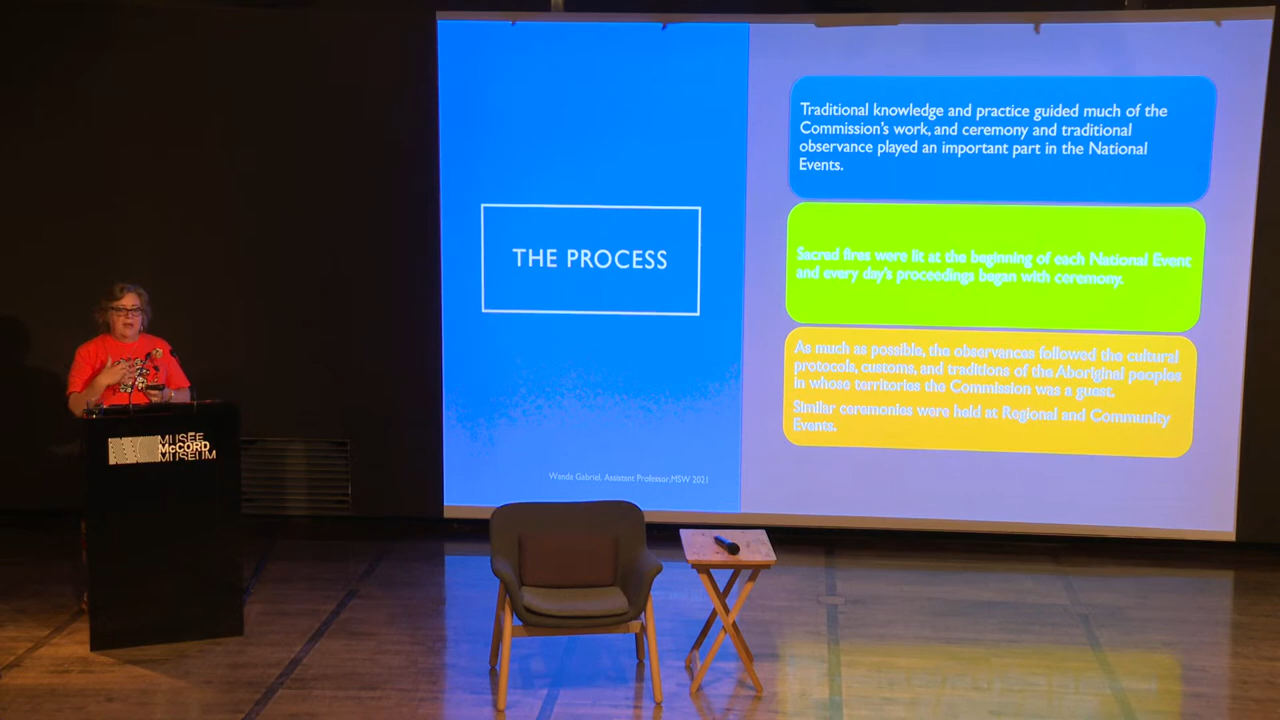 THE PROCESS
Wanda Gabriel, Assistant Professor,MSW 2021
Traditional knowledge and practice guided much of the
Commission's work, and ceremony and traditional
observance played an important part in the National
Events.
Sacred fires were lit at the beginning of each National Event
and every day's proceedings began with ceremony.
As much as possible, the observances followed the cultural
protocols, customs, and traditions of the Aboriginal peoples
in whose territories the Commission was a guest.
Similar ceremonies were held at Regional and Community
Events.
MUSÉE
McCORD
MUSEUM